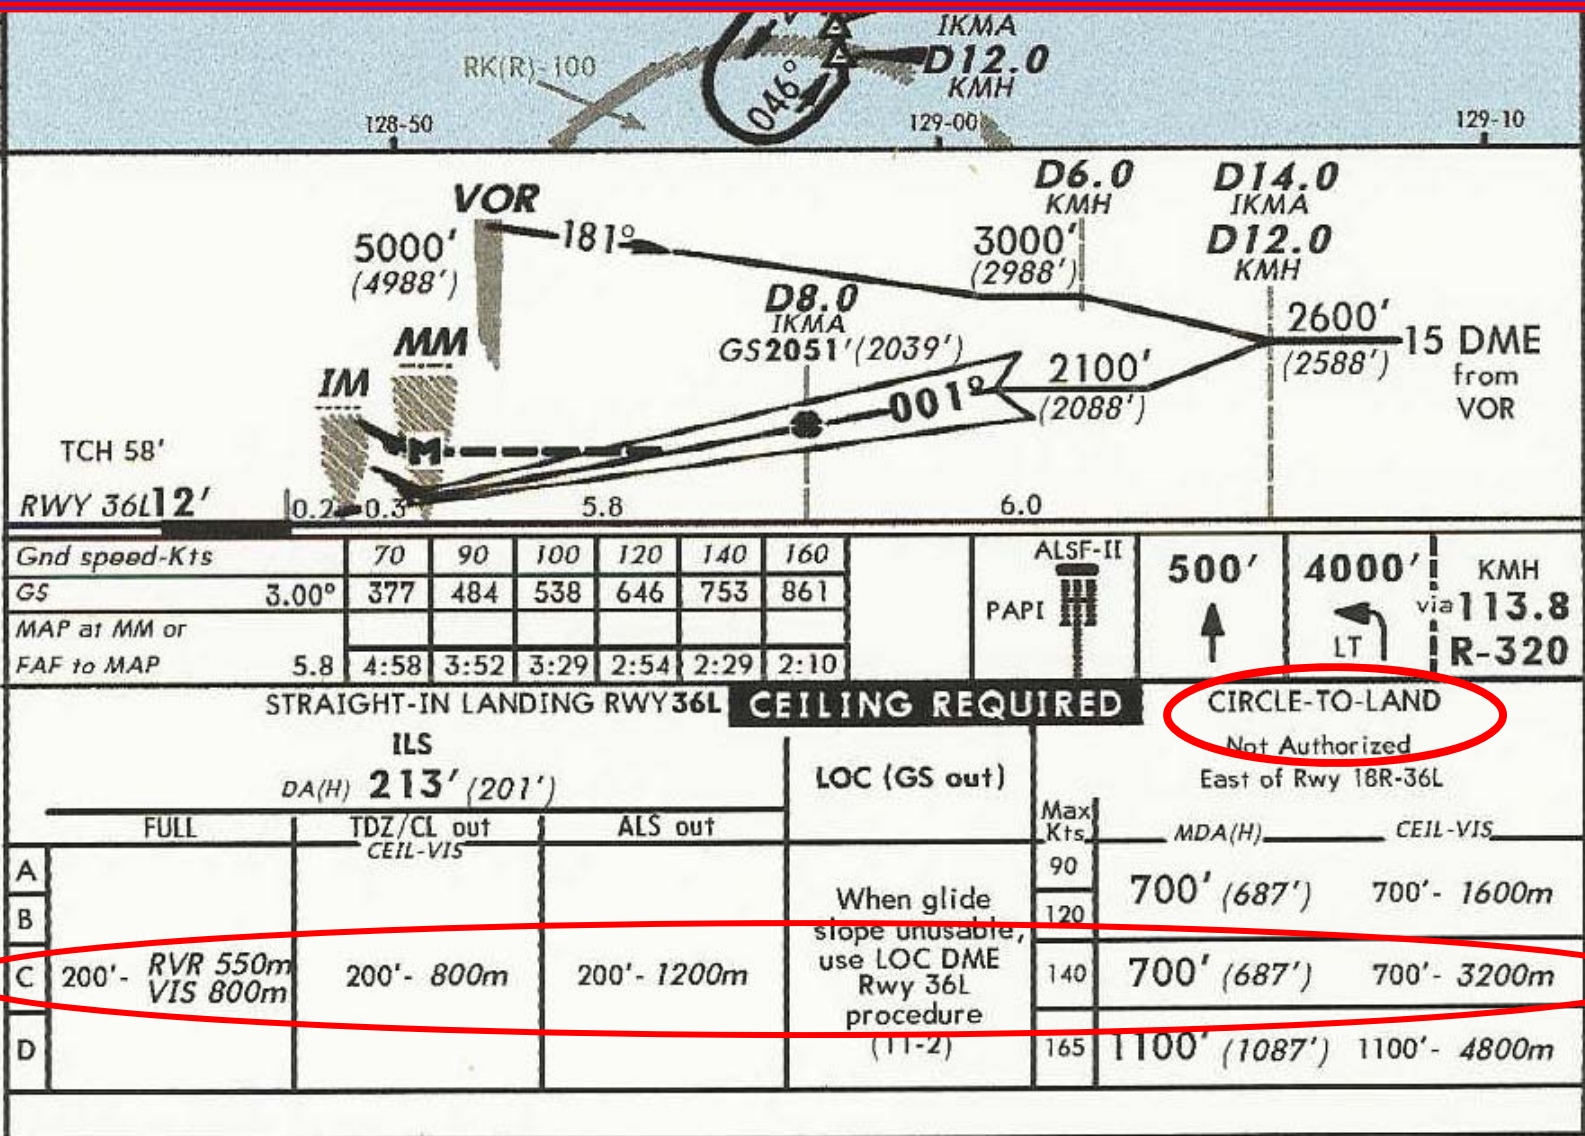 IKMA
D12.0
KMH
RK(R)-100
046°
128-50
129-00
129-10
VOR
181°
5000'
(4988')
D6.0
KMH
3000'
(2988')
D14.0
IKMA
D12.0
KMH
D8.0
IKMA
GS2051'(2039')
2600'
(2588')
15 DME
from
VOR
MM
IM
2100'
(2088')
001°
M
TCH 58'
RWY 36L 12'
0.2 0.3 5.8 6.0
Gnd speed-Kts 70 90 100 120 140 160
GS 3.00° 377 484 538 646 753 861
MAP at MM or
FAF to MAP 5.8 4:58 3:52 3:29 2:54 2:29 2:10
ALSF-II
PAPI
500'
4000'
LT
KMH
via 113.8
R-320
STRAIGHT-IN LANDING RWY 36L CEILING REQUIRED
CIRCLE-TO-LAND
Not Authorized
East of Rwy 18R-36L
ILS
DA(H) 213' (201')
LOC (GS out)
FULL
TDZ/CL out
CEIL-VIS
ALS out
Max
Kts
MDA(H) CEIL-VIS
A
B
C
D
200'- RVR 550m
VIS 800m
200'- 800m
200'- 1200m
When glide
slope unusable,
use LOC DME
Rwy 36L
procedure
(11-2)
90
120
700' (687') 700'- 1600m
140 700' (687') 700'- 3200m
165 1100' (1087') 1100'- 4800m